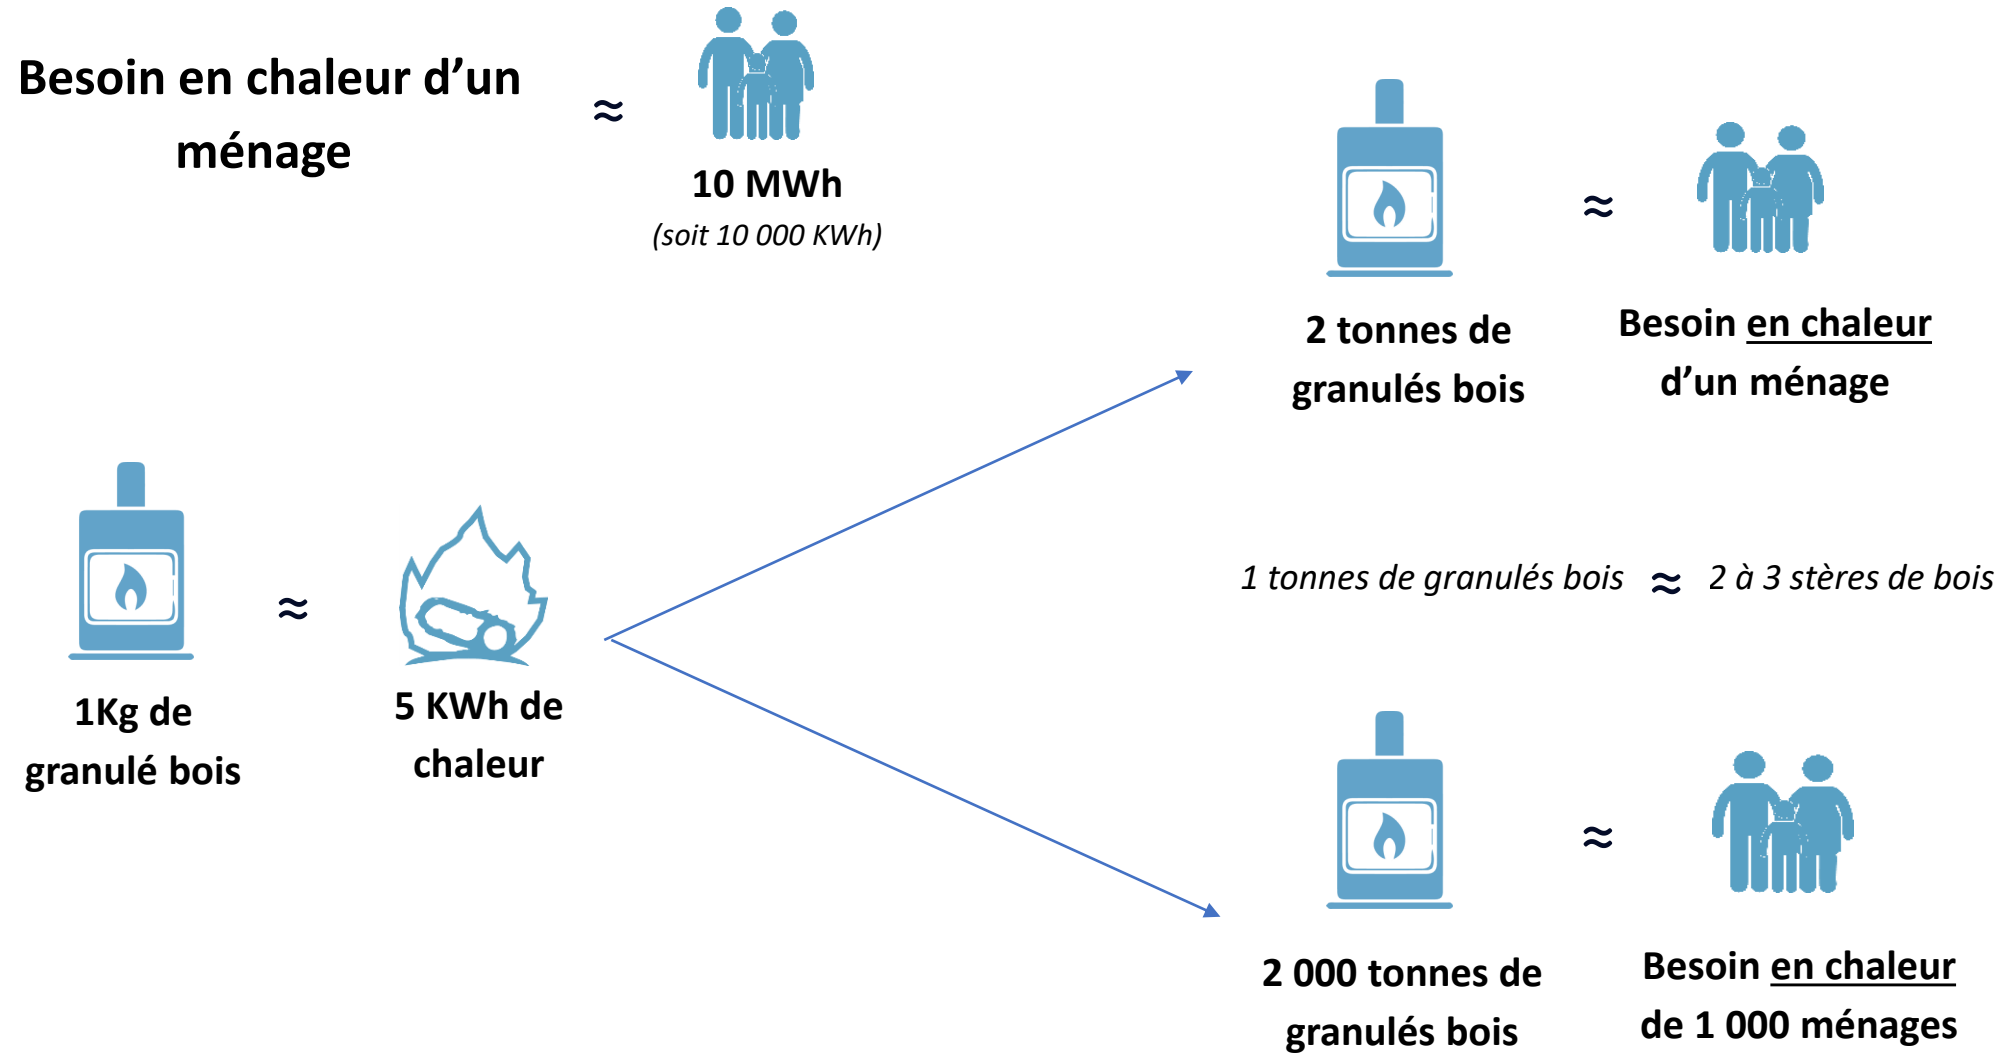 Besoin en chaleur d’un
ménage
≈
10 MWh
(soit 10 000 KWh)
≈
2 tonnes de
granulés bois
Besoin en chaleur
d’un ménage
≈
1Kg de
granulé bois
5 KWh de
chaleur
1 tonnes de granulés bois ≈ 2 à 3 stères de bois
≈
2 000 tonnes de
granulés bois
Besoin en chaleur
de 1 000 ménages